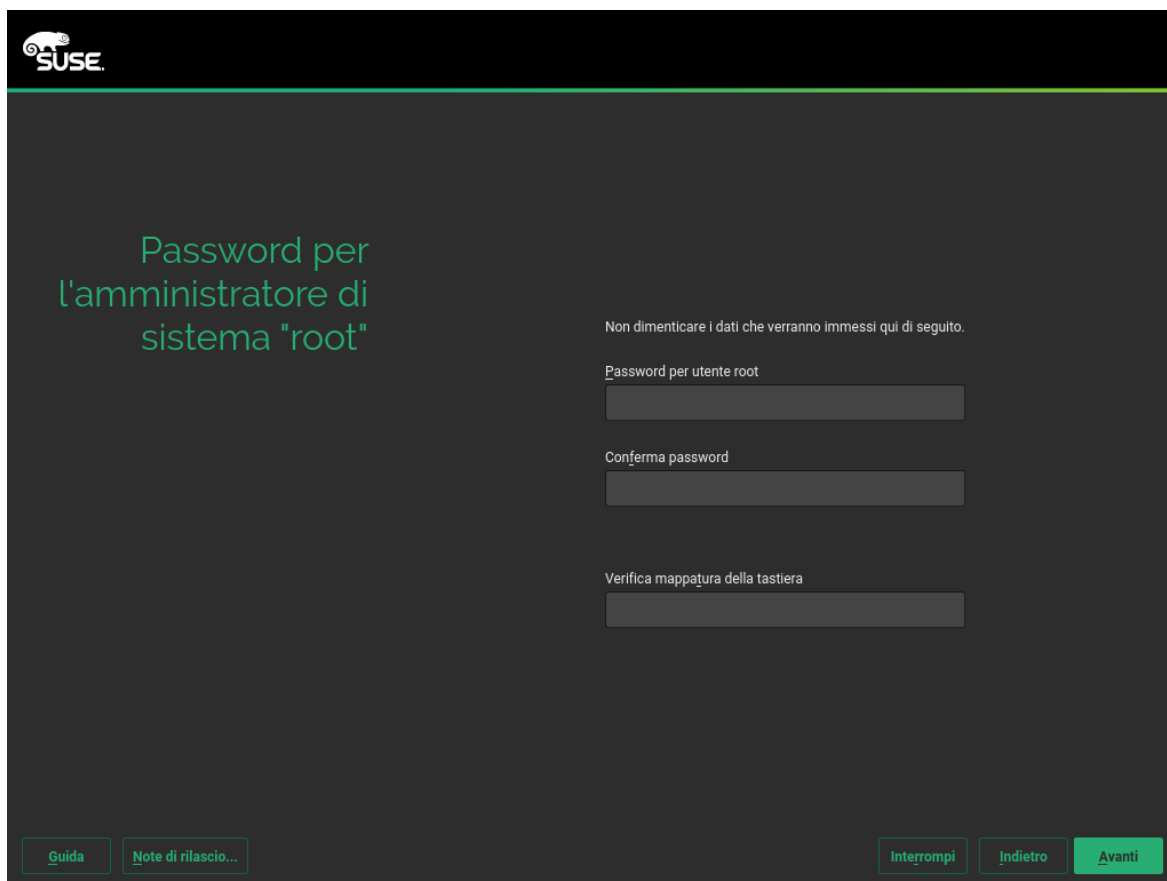 SUSE.
Password per
l'amministratore di
sistema "root"
Non dimenticare i dati che verranno immessi qui di seguito.
Password per utente root
Conferma password
Verifica mappatura della tastiera
Guida
Note di rilascio...
Interrompi
Indietro
Avanti